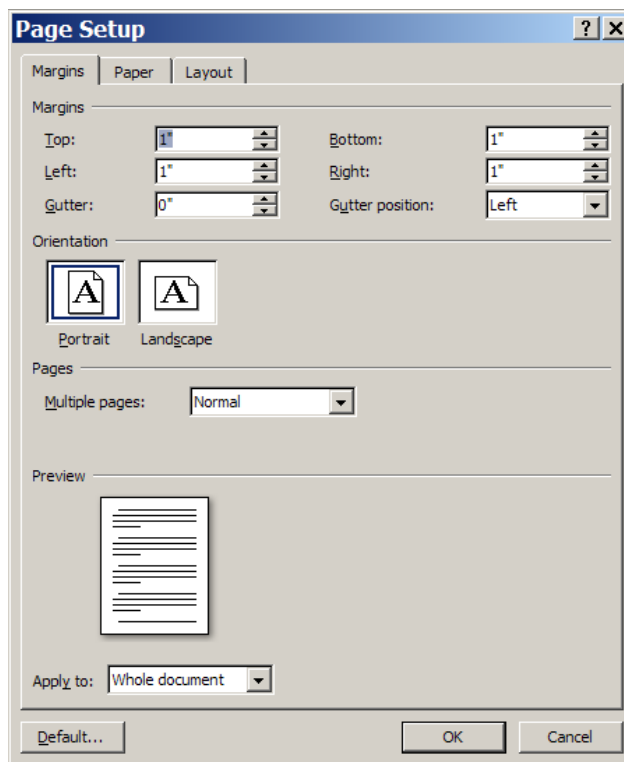 Page Setup ? X
Margins Paper Layout
Margins
Top: 1" Bottom: 1"
Left: 1" Right: 1"
Gutter: 0" Gutter position: Left
Orientation
A A
Portrait Landscape
Pages
Multiple pages: Normal
Preview
Apply to: Whole document
Default... OK Cancel